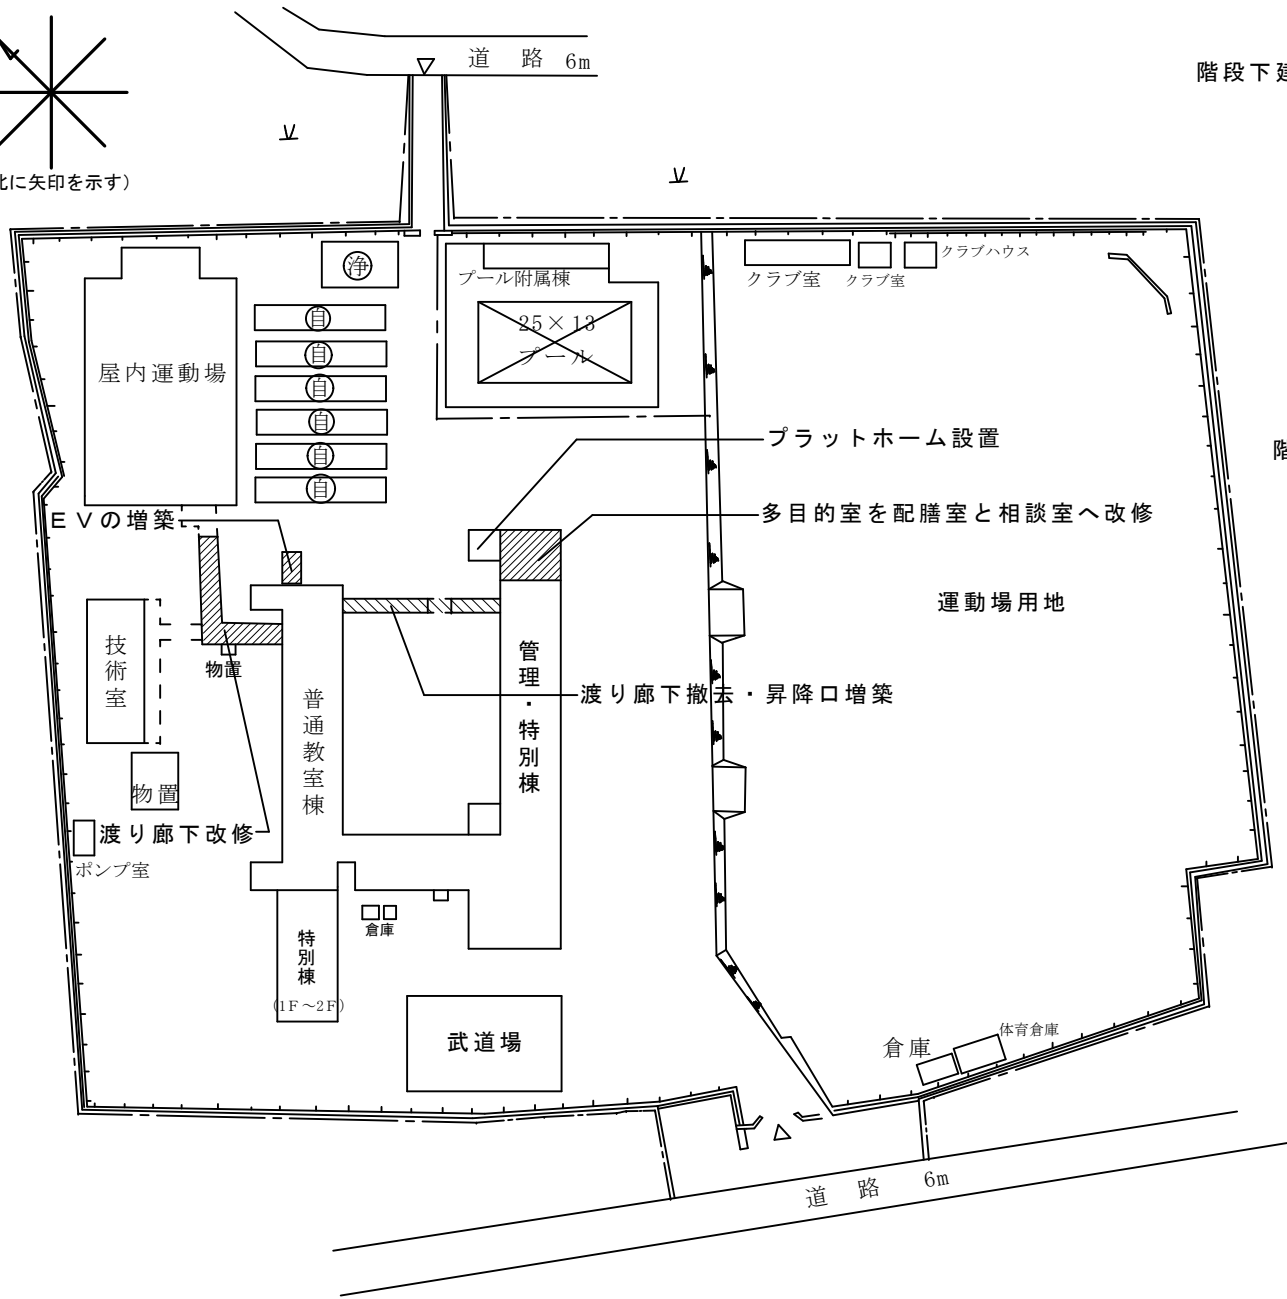 道 路 6m
階段下建
北に矢印を示す）
浄
プール附属棟
クラブ室
クラブ室
クラブハウス
25×13
プール
自
自
自
自
自
自
屋内運動場
プラットホーム設置
階
EVの増築
多目的室を配膳室と相談室へ改修
運動場用地
技術室
物置
管理・特別棟
渡り廊下撤去・昇降口増築
普通教室棟
物置
渡り廊下改修
ポンプ室
倉庫
特別棟
(1F～2F)
武道場
倉庫
体育倉庫
道 路 6m